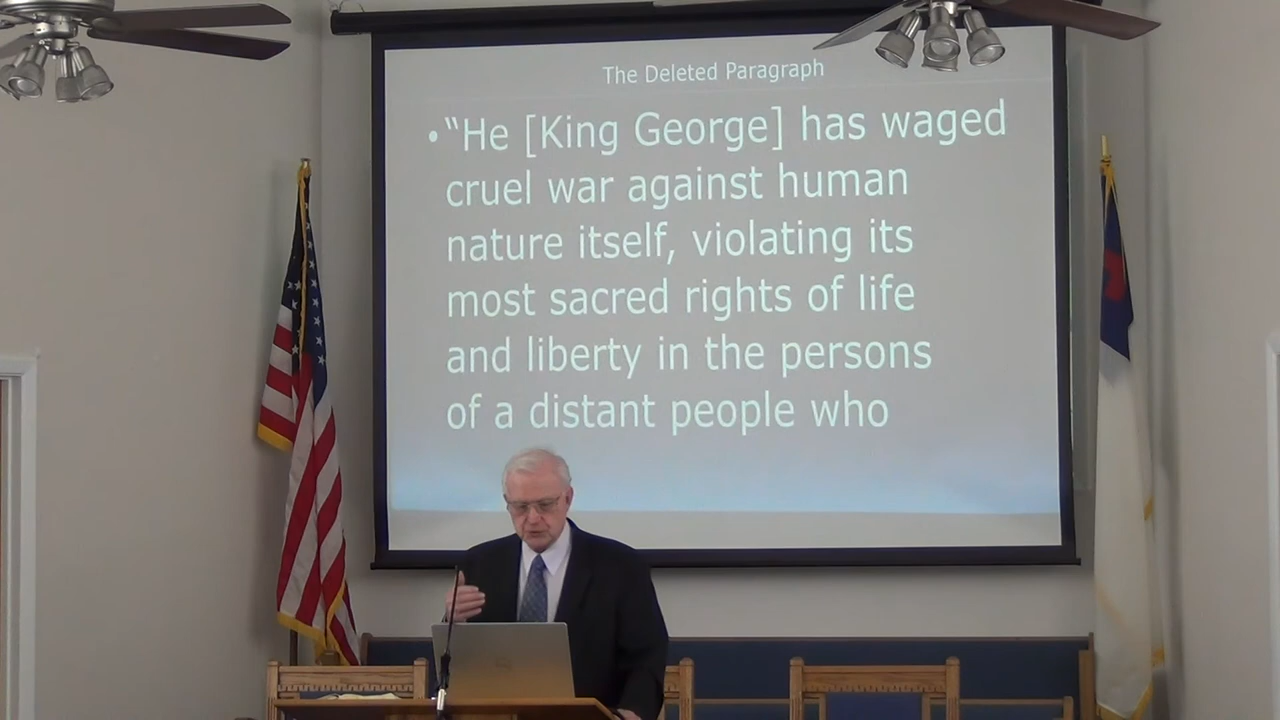 The Deleted Paragraph
•“He [King George] has waged
cruel war against human
nature itself, violating its
most sacred rights of life
and liberty in the persons
of a distant people who